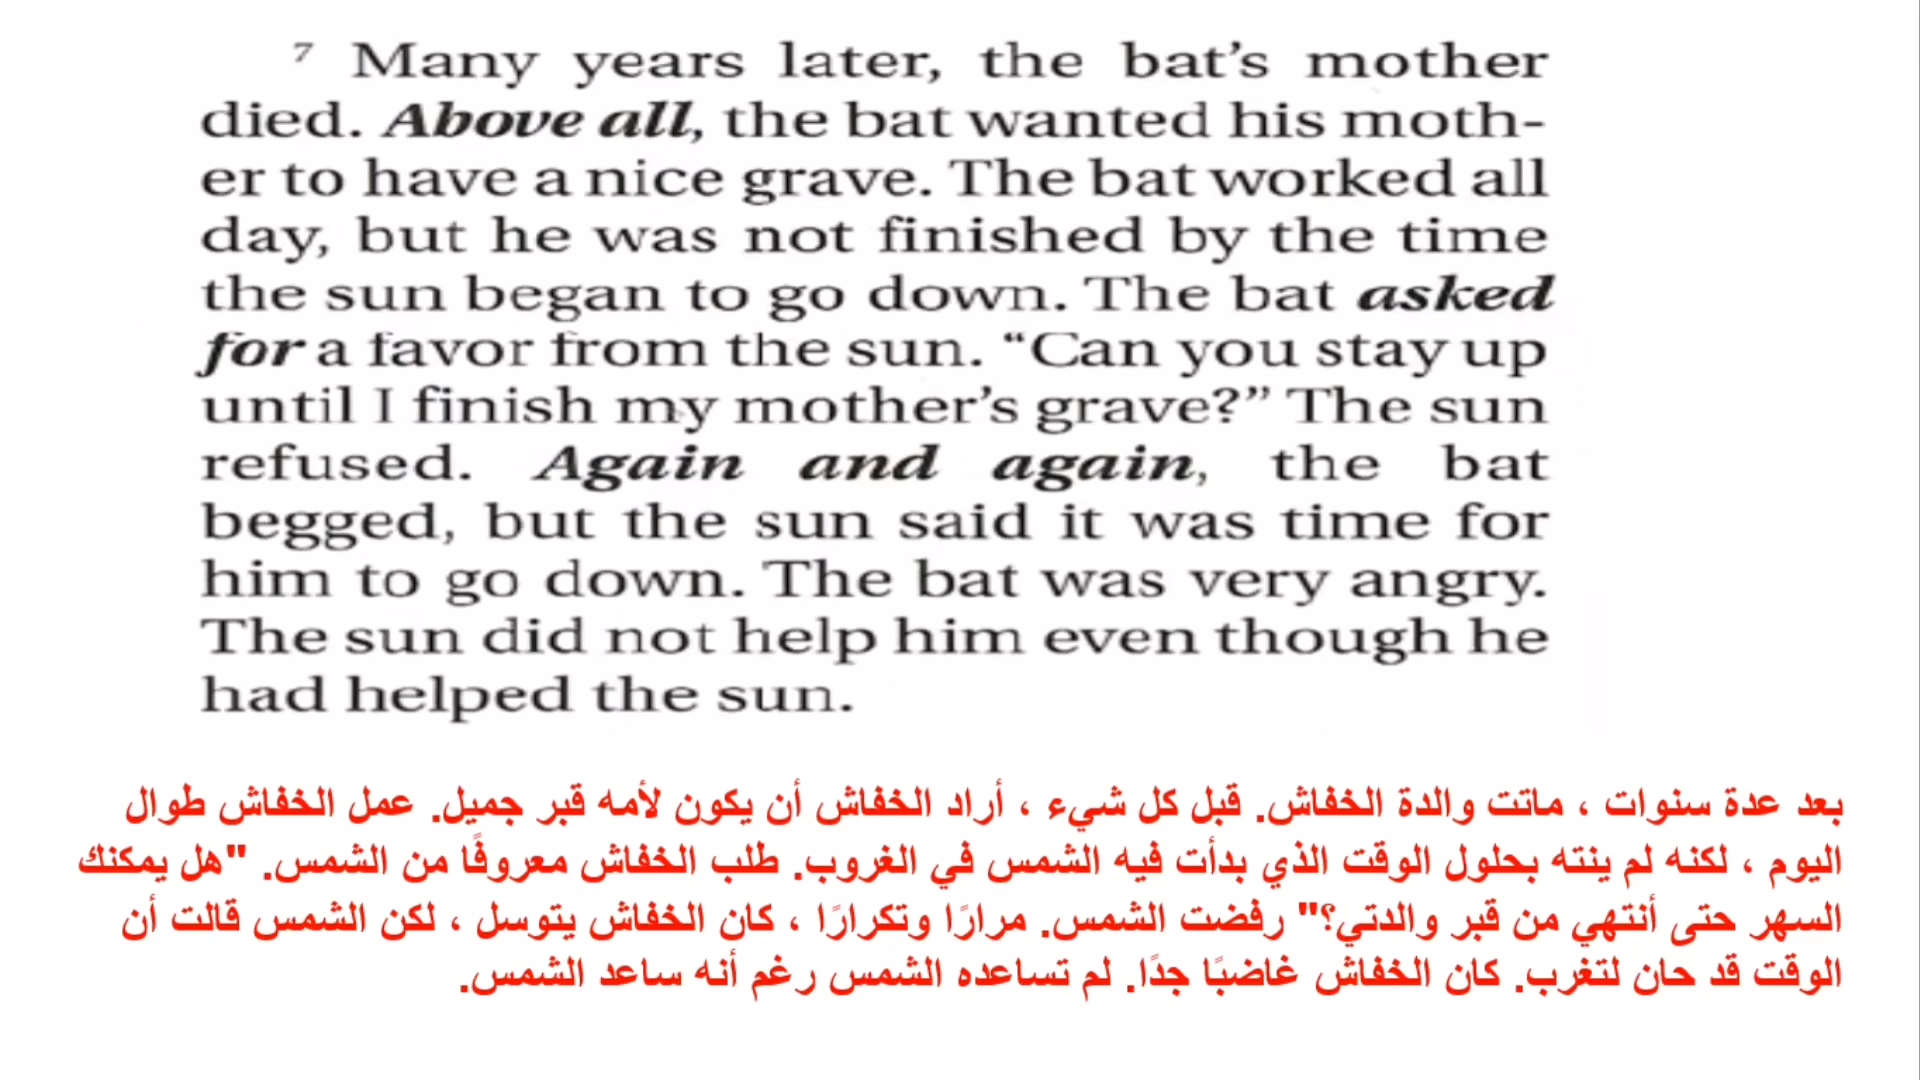 7 Many years later, the bat’s mother
died. Above all, the bat wanted his moth-
er to have a nice grave. The bat worked all
day, but he was not finished by the time
the sun began to go down. The bat asked
for a favor from the sun. “Can you stay up
until I finish my mother’s grave?” The sun
refused. Again and again, the bat
begged, but the sun said it was time for
him to go down. The bat was very angry.
The sun did not help him even though he
had helped the sun.
بعد عدة سنوات ، ماتت والدة الخفاش. قبل كل شيء ، أراد الخفاش أن يكون لأمه قبر جميل. عمل الخفاش طوال
اليوم ، لكنه لم ينته بحلول الوقت الذي بدأت فيه الشمس في الغروب. طلب الخفاش معروفًا من الشمس. "هل يمكنك
السهر حتى أنتهي من قبر والدتي؟" رفضت الشمس. مرارًا وتكرارًا ، كان الخفاش يتوسل ، لكن الشمس قالت أن
الوقت قد حان لتغرب. كان الخفاش غاضبًا جدًا. لم تساعده الشمس رغم أنه ساعد الشمس.